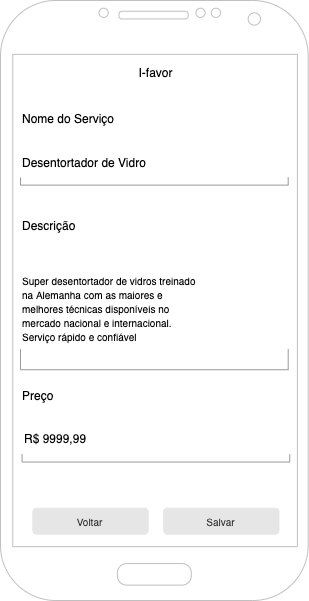 I-favor
Nome do Serviço
Desentortador de Vidro
Descrição
Super desentortador de vidros treinado
na Alemanha com as maiores e
melhores técnicas disponíveis no
mercado nacional e internacional.
Serviço rápido e confiável
Preço
R$ 9999,99
Voltar
Salvar